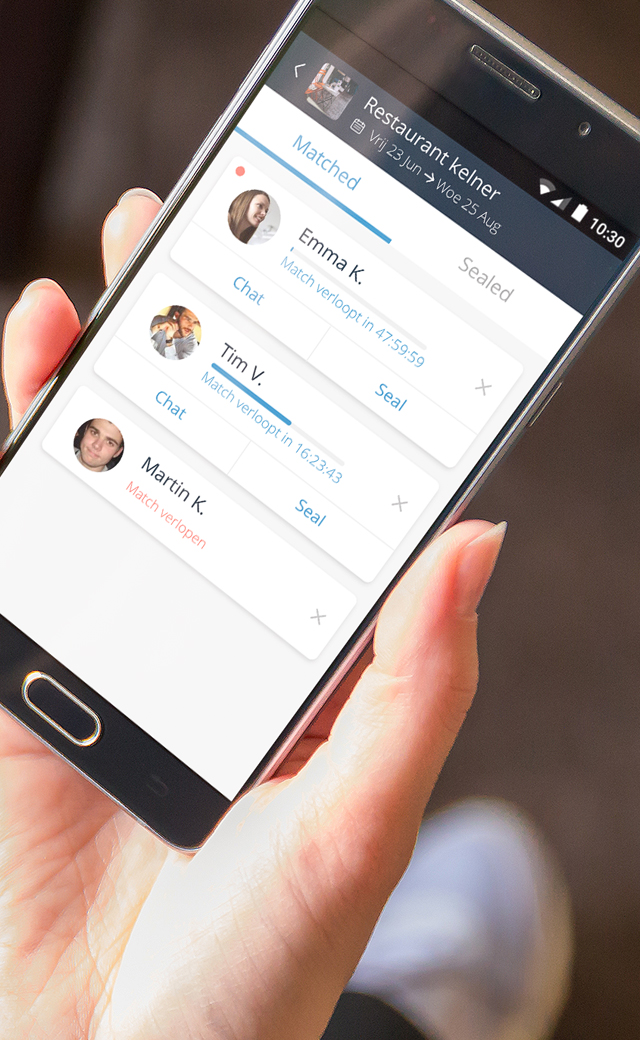 10:30
Restaurant kelner
Vrij 23 Jun → Woe 25 Aug
Matched
Sealed
Emma K.
Match verloopt in 47:59:59
Chat
Seal
Tim V.
Match verloopt in 16:23:43
Chat
Seal
Martin K.
Match verlopen